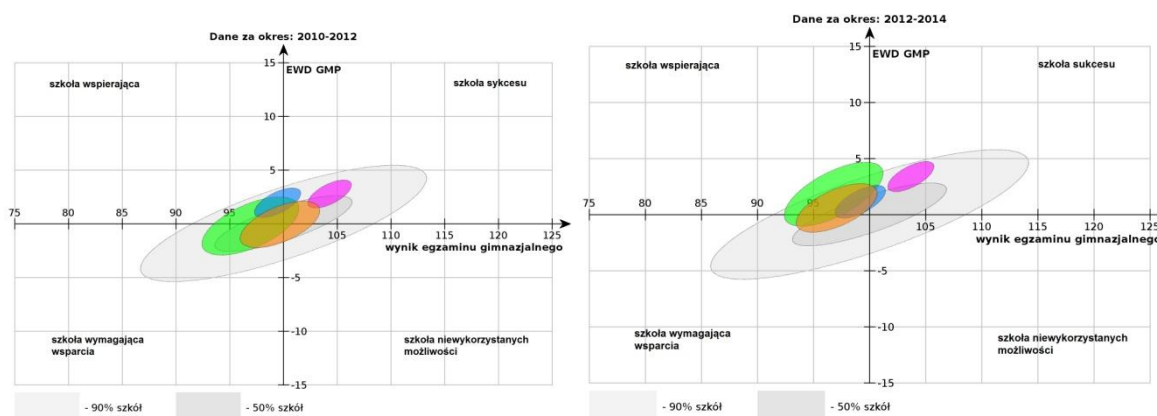 Dane za okres: 2010-2012
EWD GMP
szkoła wspierająca
szkoła sykcesu
15
10
5
75
80
85
90
95
105
110
115
120
125
wynik egzaminu gimnazjalnego
-5
-10
-15
szkoła wymagająca
wsparcia
szkoła niewykorzystanych
możliwości
- 90% szkół
- 50% szkół
Dane za okres: 2012-2014
EWD GMP
szkoła wspierająca
szkoła sukcesu
15
10
5
75
80
85
90
95
105
110
115
120
125
wynik egzaminu gimnazjalnego
-5
-10
-15
szkoła wymagająca
wsparcia
szkoła niewykorzystanych
możliwości
- 90% szkół
- 50% szkół